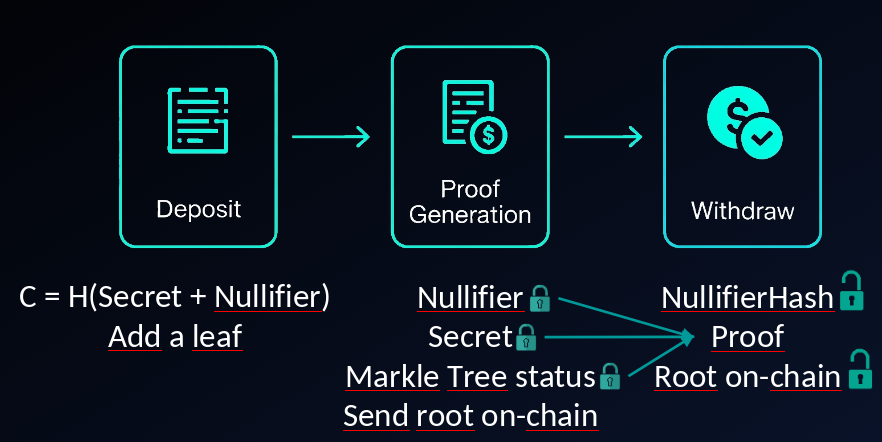 Deposit
Proof
Generation
Withdraw
C = H(Secret + Nullifier)
Add a leaf
Nullifier
Secret
Markle Tree status
Send root on-chain
NullifierHash
Proof
Root on-chain